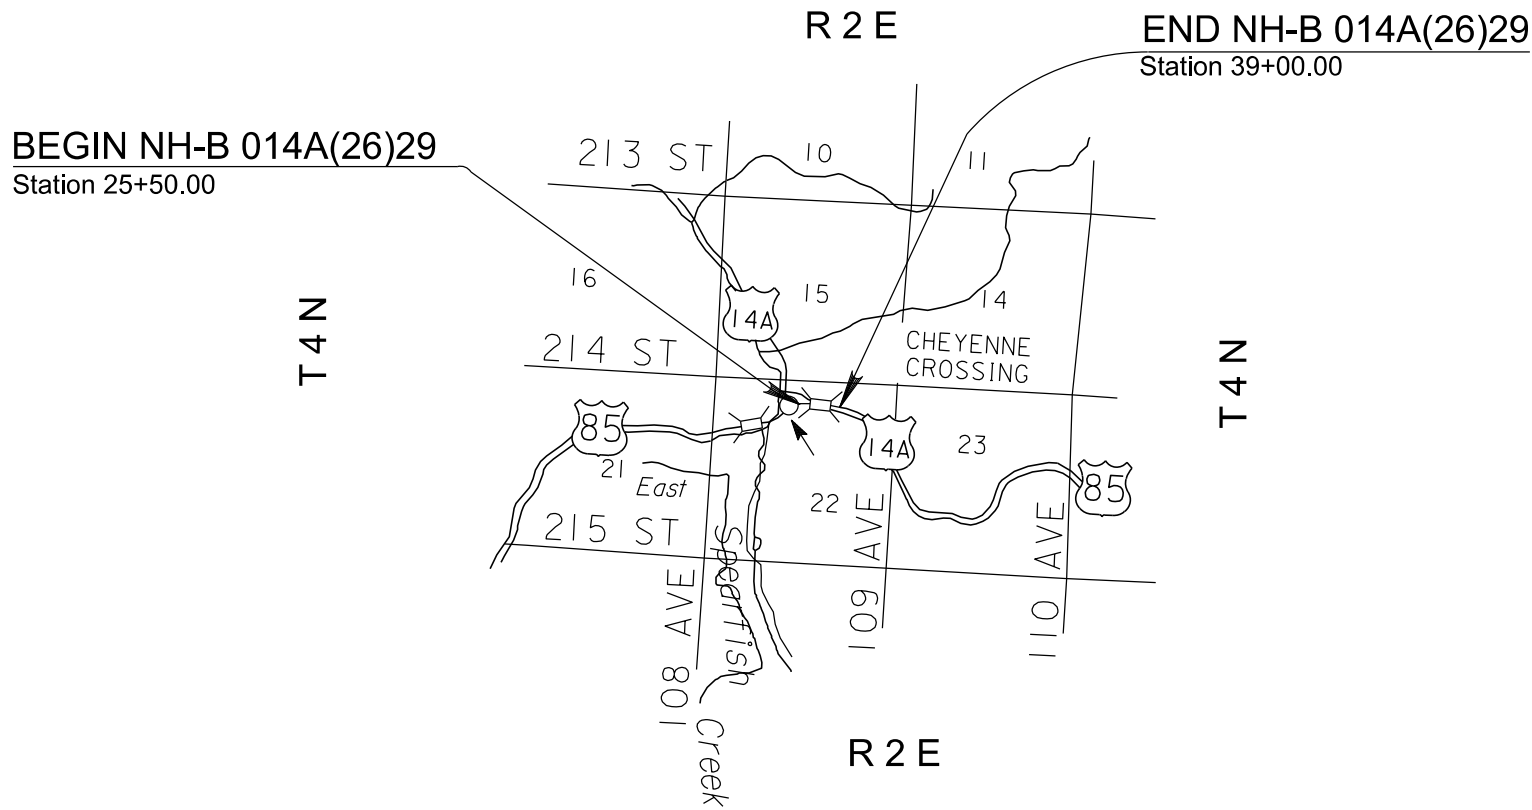 R 2 E
END NH-B 014A(26)29
Station 39+00.00
BEGIN NH-B 014A(26)29
Station 25+50.00
213 ST
10
11
16
15
14
14A
T 4 N
CHEYENNE
CROSSING
214 ST
T 4 N
85
14A
23
21
East
22
85
215 ST
Spearfish
Creek
108 AVE
109 AVE
110 AVE
R 2 E